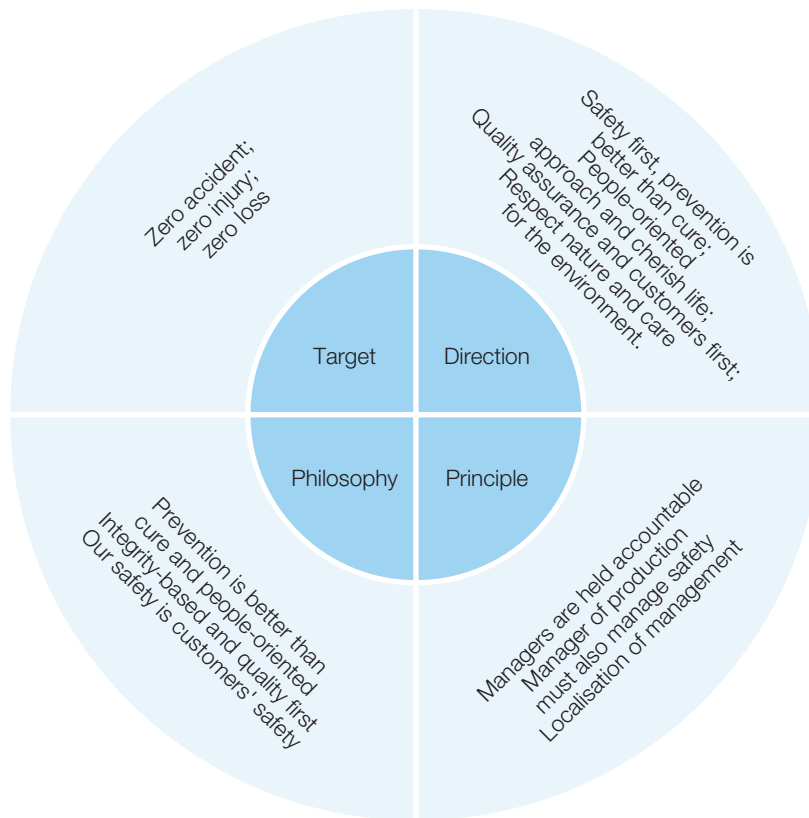 Zero accident;
zero injury;
zero loss
Target
Safety first, prevention is
better than cure;
People-oriented
approach and cherish life;
Quality assurance and customers first;
Respect nature and care
for the environment.
Direction
Philosophy
Prevention is better than
cure and people-oriented
Integrity-based and quality first
Our safety is customers' safety
Principle
Managers are held accountable
Manager of production
must also manage safety
Localisation of management